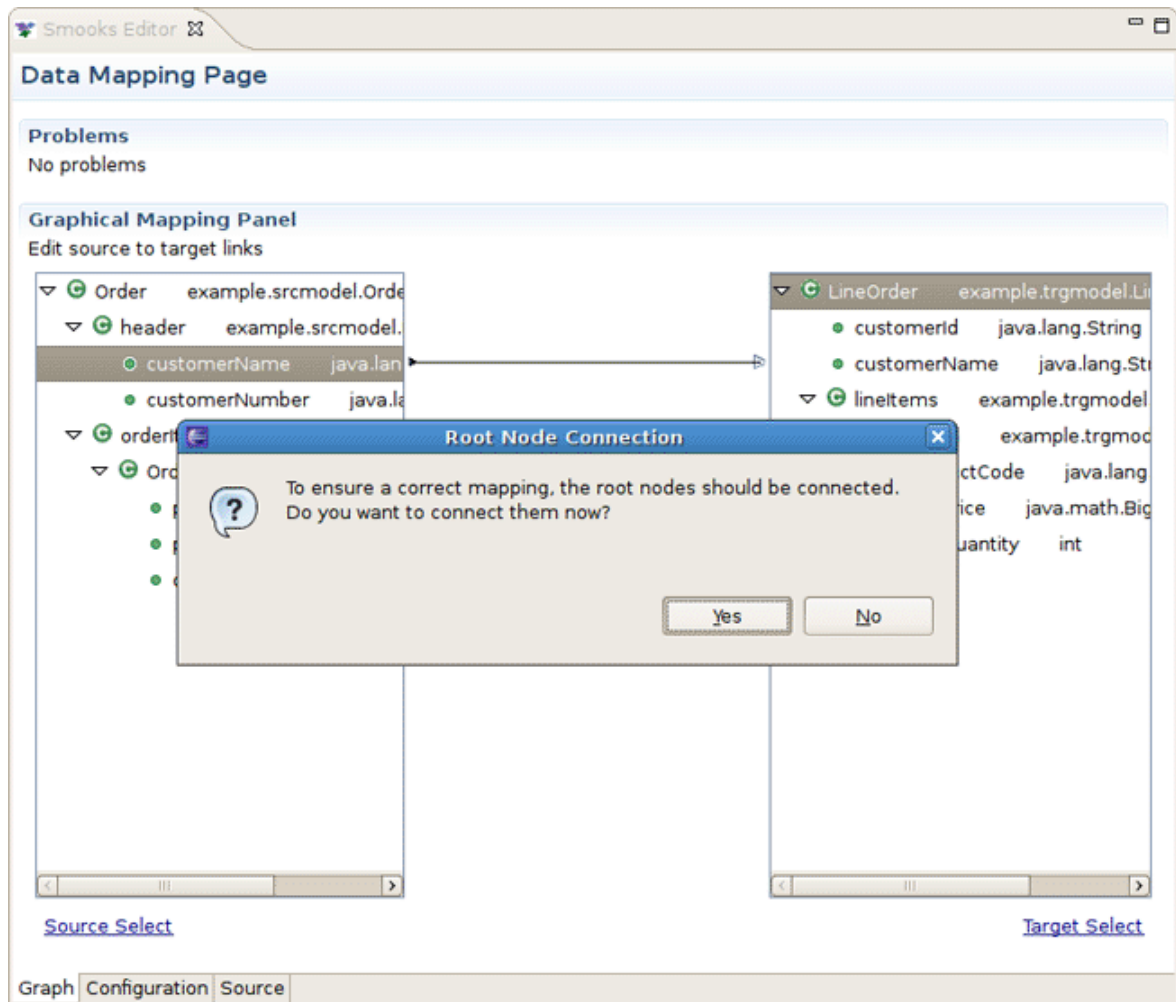 Smooks Editor
Data Mapping Page
Problems
No problems
Graphical Mapping Panel
Edit source to target links
Order example.srcmodel.Orde
header example.srcmodel.
customerName java.lan
customerNumber java.la
orderIt
Ord
LineOrder example.trgmodel.Li
customerId java.lang.String
customerName java.lang.Stri
lineItems example.trgmodel
example.trgmod
ctCode java.lang
ice java.math.Big
uantity int
Root Node Connection
To ensure a correct mapping, the root nodes should be connected.
Do you want to connect them now?
Yes No
Source Select Target Select
Graph Configuration Source